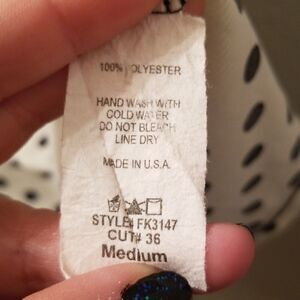 100% POLYESTER
HAND WASH WITH
COLD WATER
DO NOT BLEACH
LINE DRY
MADE IN U.S.A.
STYLE# FK3147
CUT# 36
Medium